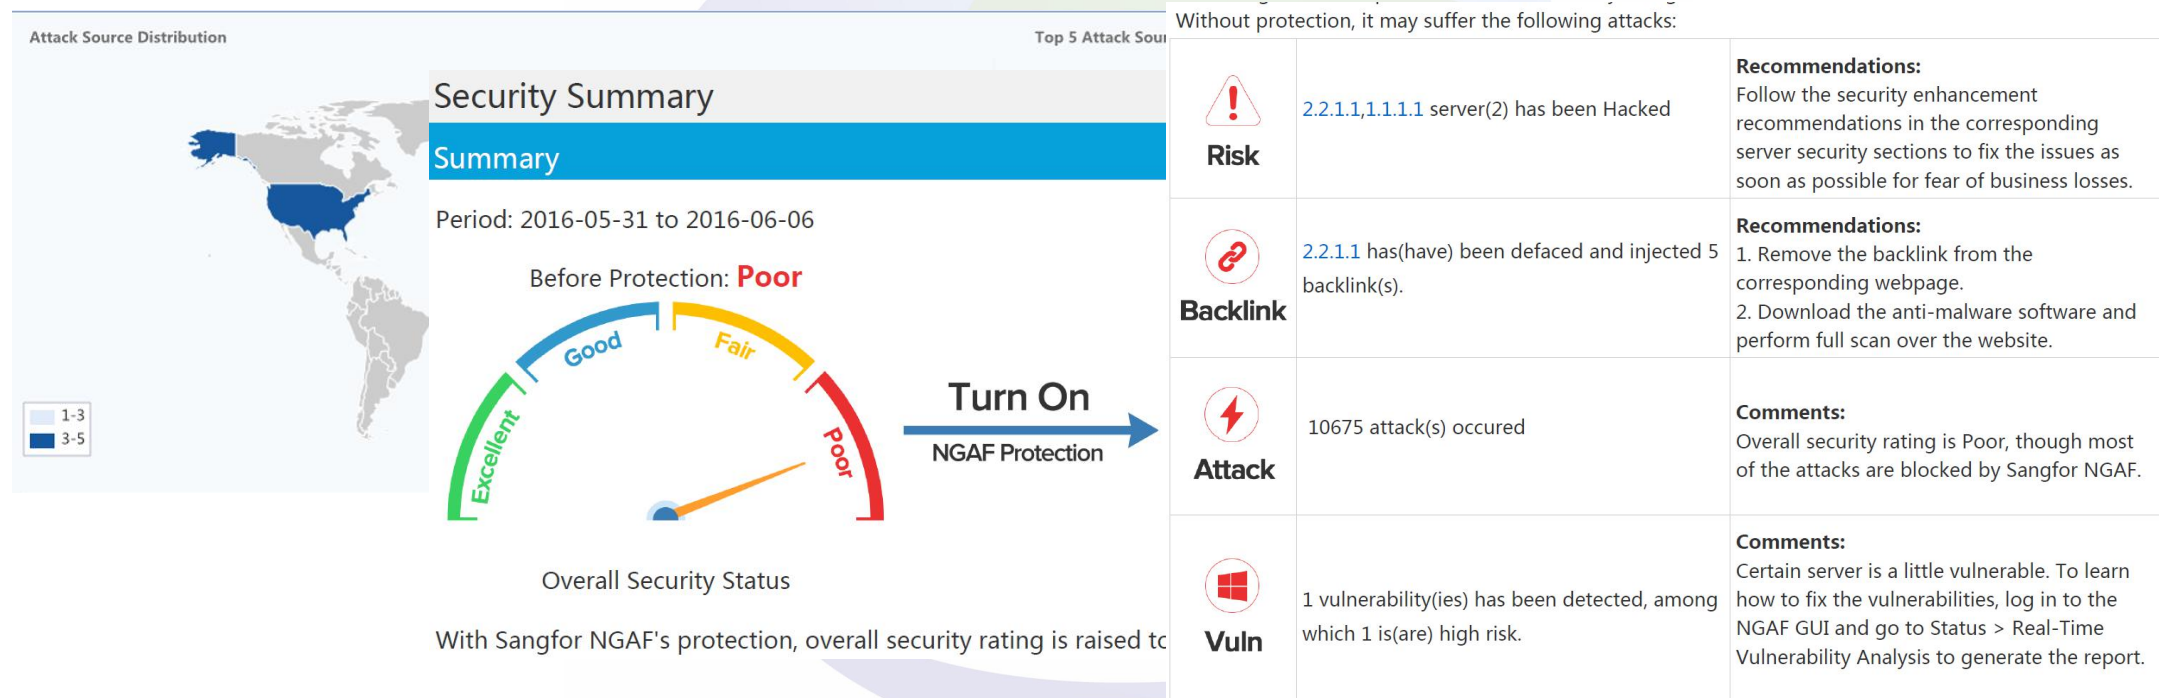 Attack Source Distribution
Top 5 Attack Sour
1-3
3-5
Security Summary
Summary
Period: 2016-05-31 to 2016-06-06
Before Protection: Poor
Excellent
Good
Fair
Poor
Turn On
NGAF Protection
Overall Security Status
With Sangfor NGAF's protection, overall security rating is raised to
Without protection, it may suffer the following attacks:
Risk
2.2.1.1,1.1.1.1 server(2) has been Hacked
Recommendations:
Follow the security enhancement
recommendations in the corresponding
server security sections to fix the issues as
soon as possible for fear of business losses.
Backlink
2.2.1.1 has(have) been defaced and injected 5
backlink(s).
Recommendations:
1. Remove the backlink from the
corresponding webpage.
2. Download the anti-malware software and
perform full scan over the website.
Attack
10675 attack(s) occured
Comments:
Overall security rating is Poor, though most
of the attacks are blocked by Sangfor NGAF.
Vuln
1 vulnerability(ies) has been detected, among
which 1 is(are) high risk.
Comments:
Certain server is a little vulnerable. To learn
how to fix the vulnerabilities, log in to the
NGAF GUI and go to Status > Real-Time
Vulnerability Analysis to generate the report.